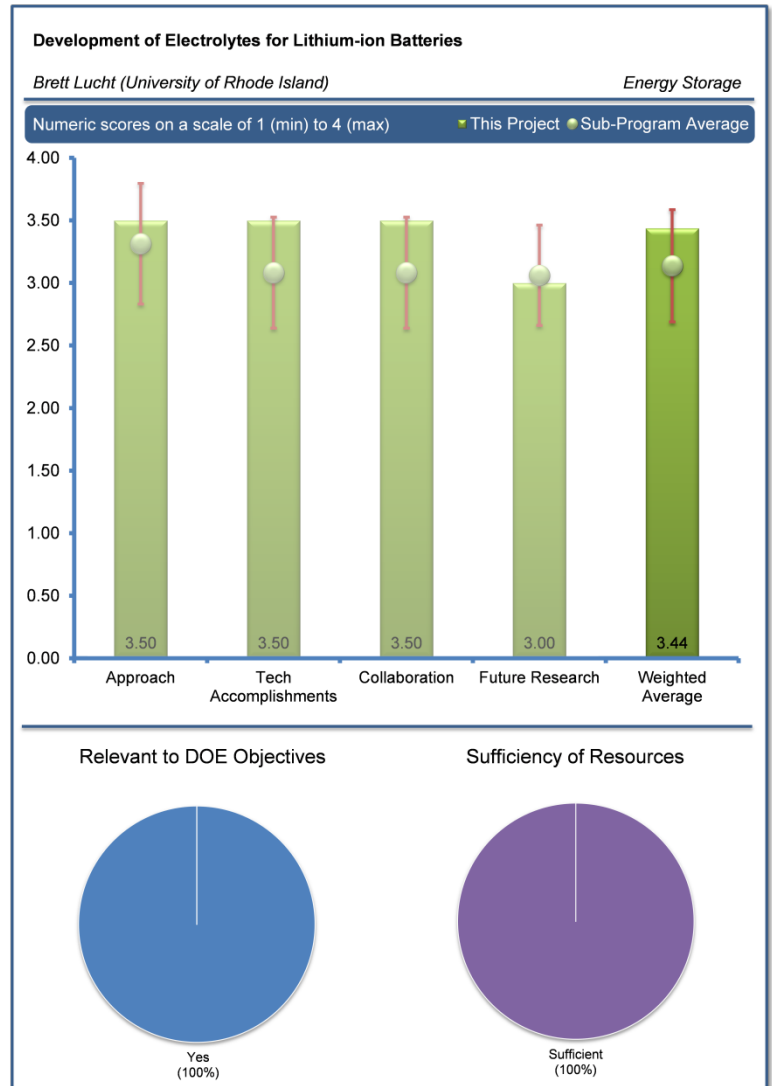 Development of Electrolytes for Lithium-ion Batteries
Brett Lucht (University of Rhode Island) Energy Storage
Numeric scores on a scale of 1 (min) to 4 (max) This Project Sub-Program Average
4.00
3.50
3.00
2.50
2.00
1.50
1.00
0.50
0.00
3.50 3.50 3.50 3.00 3.44
Approach Tech Accomplishments Collaboration Future Research Weighted Average
Relevant to DOE Objectives Sufficiency of Resources
Yes Sufficient
(100%) (100%)